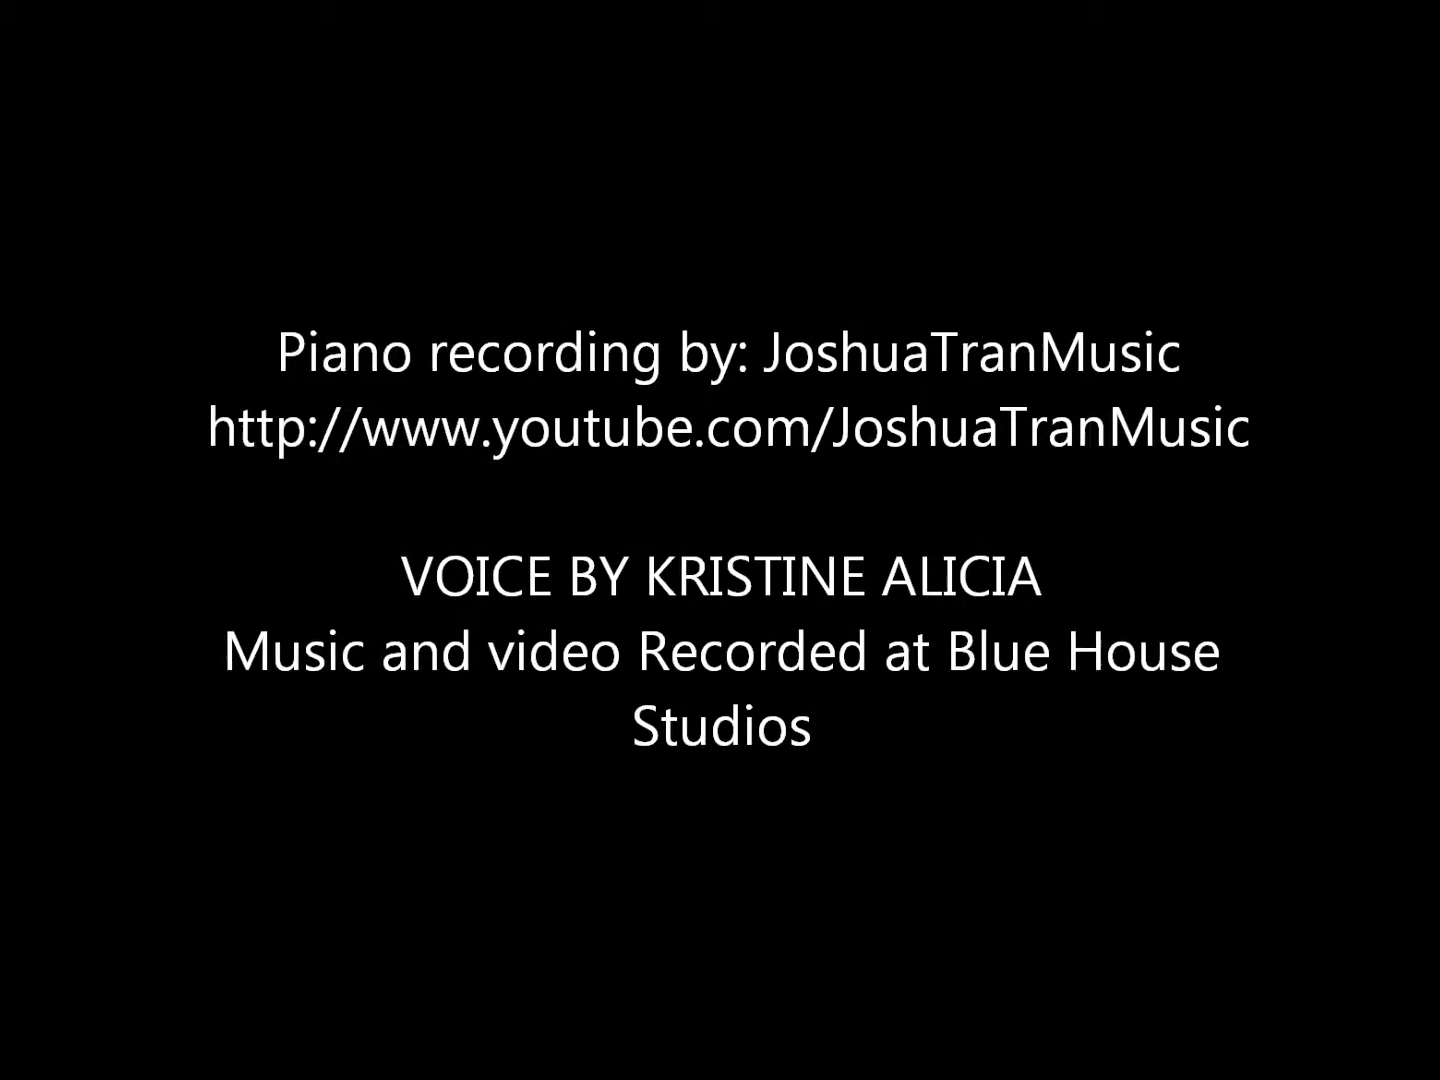 Piano recording by: JoshuaTranMusic
http://www.youtube.com/JoshuaTranMusic
VOICE BY KRISTINE ALICIA
Music and video Recorded at Blue House
Studios